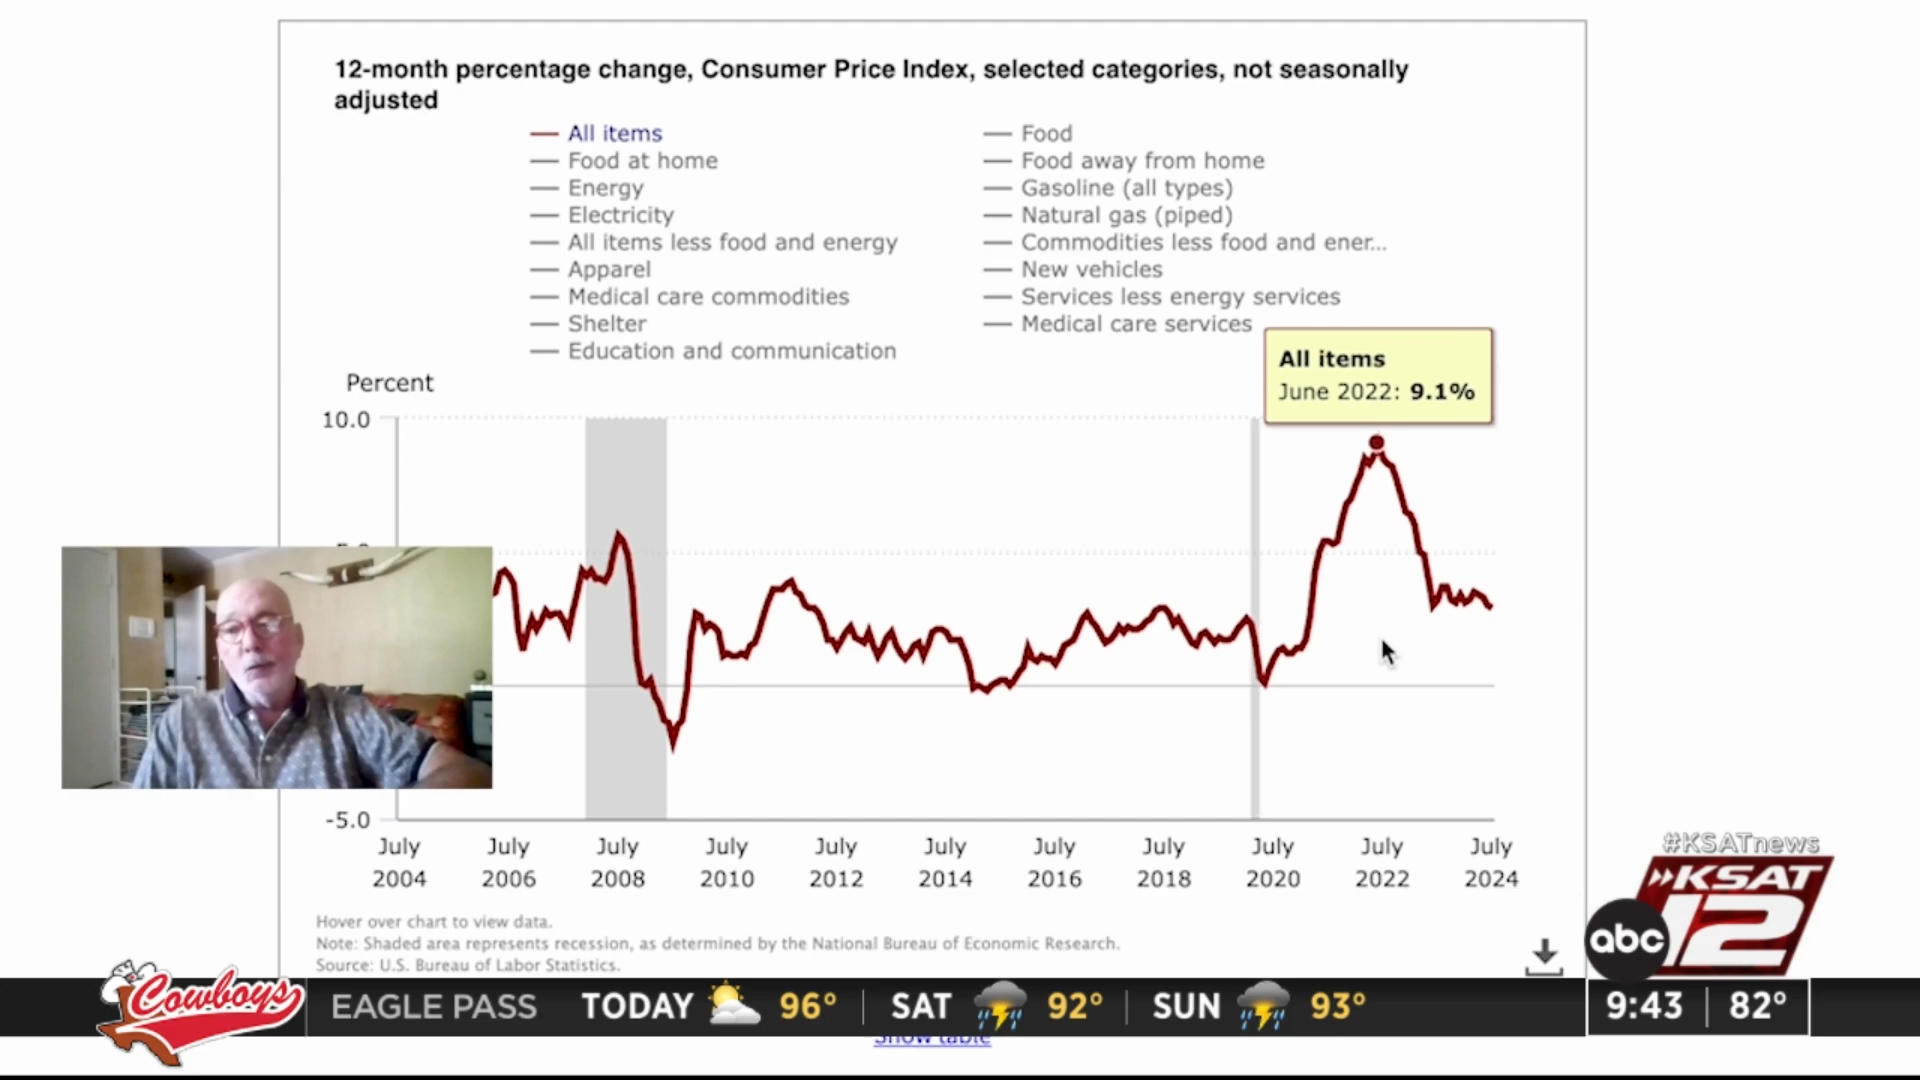 12-month percentage change, Consumer Price Index, selected categories, not seasonally
adjusted
All items
Food
Food at home
Food away from home
Energy
Gasoline (all types)
Electricity
Natural gas (piped)
All items less food and energy
Commodities less food and ener...
Apparel
New vehicles
Medical care commodities
Services less energy services
Shelter
Medical care services
Education and communication
All items
June 2022: 9.1%
Percent
10.0
-5.0
July 2004
July 2006
July 2008
July 2010
July 2012
July 2014
July 2016
July 2018
July 2020
July 2022
July 2024
Hover over chart to view data.
Note: Shaded area represents recession, as determined by the National Bureau of Economic Research.
Source: U.S. Bureau of Labor Statistics.
#KSATnews
KSAT
12
abc
Cowboys
EAGLE PASS TODAY 96° SAT 92° SUN 93°
9:43 82°
Show table